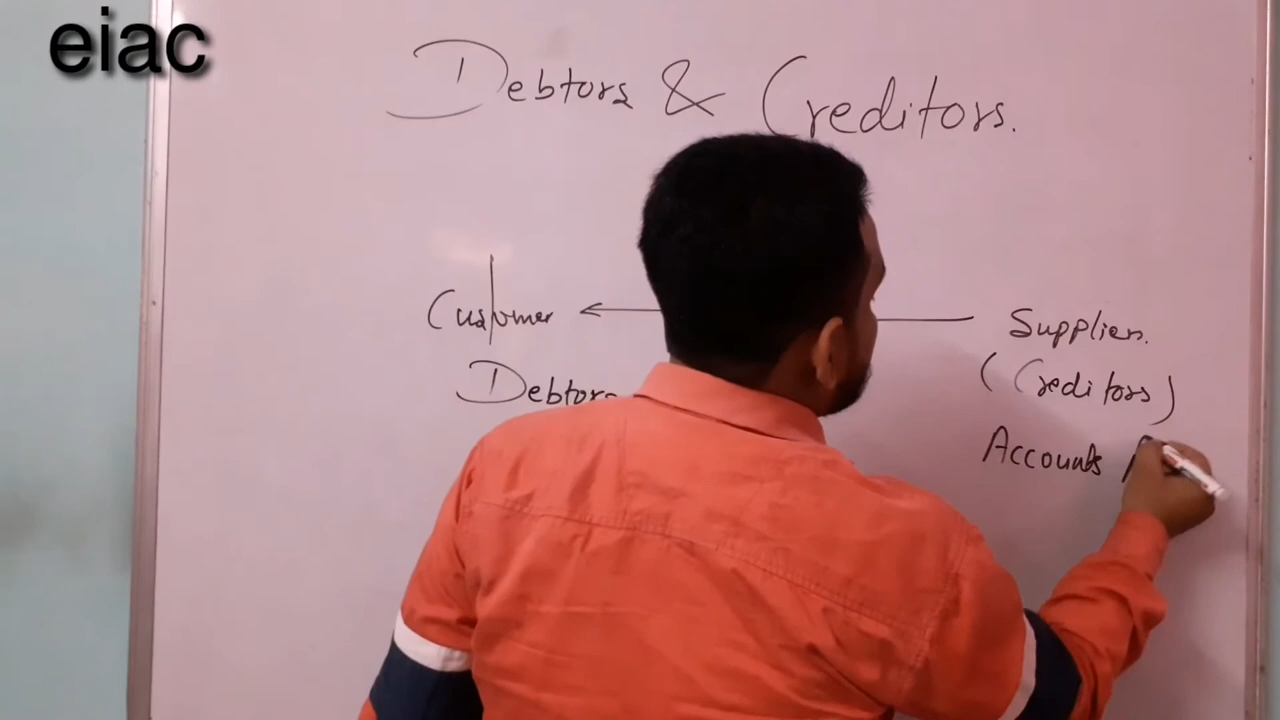 eiac
Debtors & Creditors.
Customer
Suppliers.
Debtors
(Creditors)
Accounts